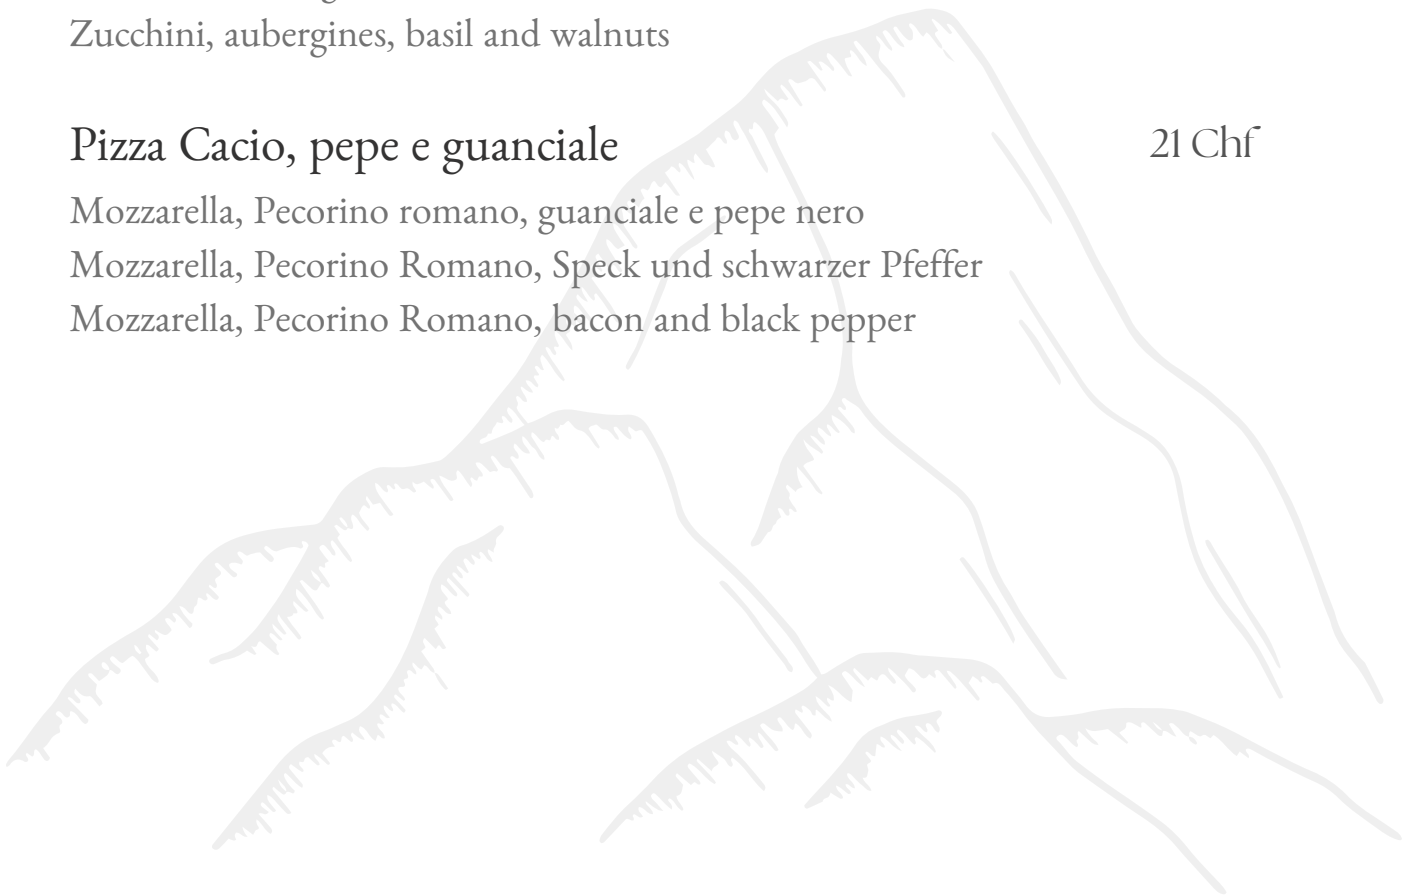 Zucchini, aubergines, basil and walnuts
Pizza Cacio, pepe e guanciale 21 Chf
Mozzarella, Pecorino romano, guanciale e pepe nero
Mozzarella, Pecorino Romano, Speck und schwarzer Pfeffer
Mozzarella, Pecorino Romano, bacon and black pepper